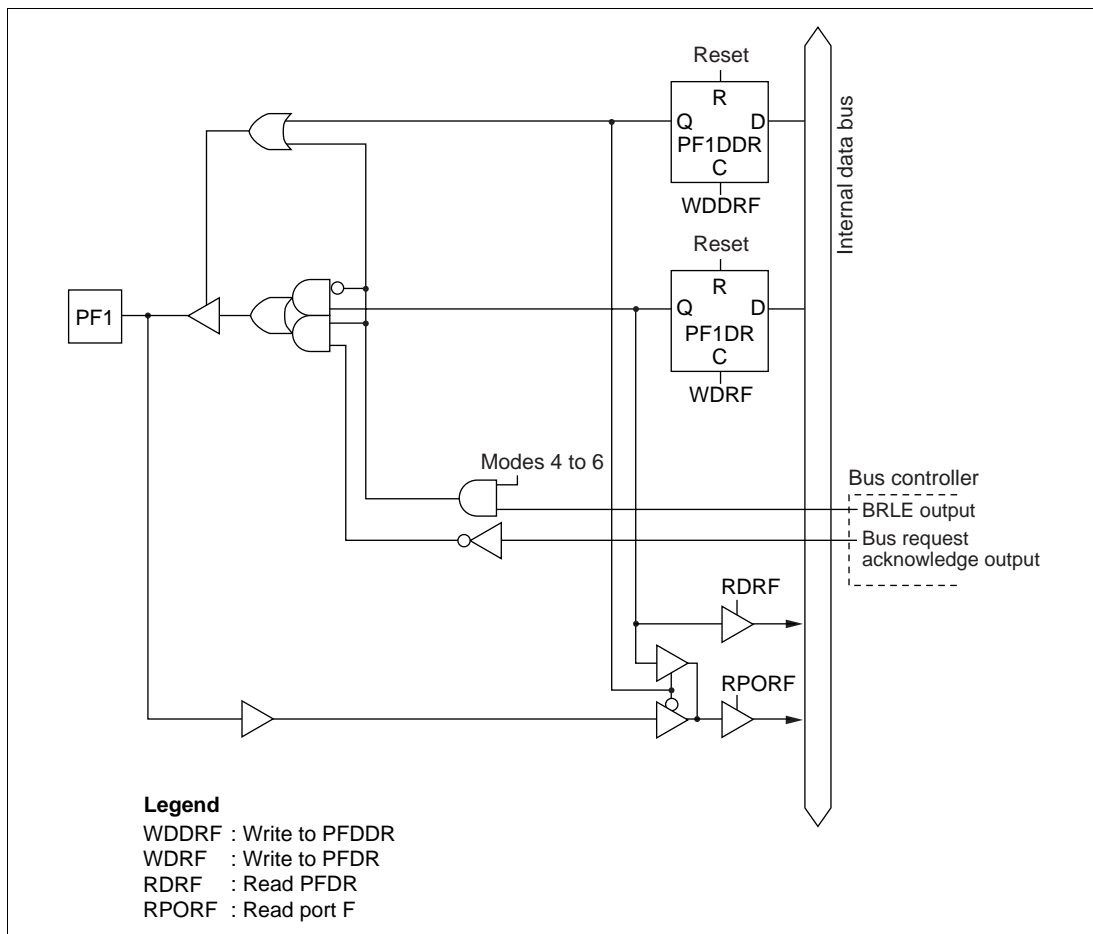 Reset
R
Q D
PF1DDR
C
WDDRF
Internal data bus
Reset
R
Q D
PF1DR
C
WDRF
PF1
Modes 4 to 6
Bus controller
BRLE output
Bus request
acknowledge output
RDRF
RPORF
Legend
WDDRF : Write to PFDDR
WDRF : Write to PFDR
RDRF : Read PFDR
RPORF : Read port F